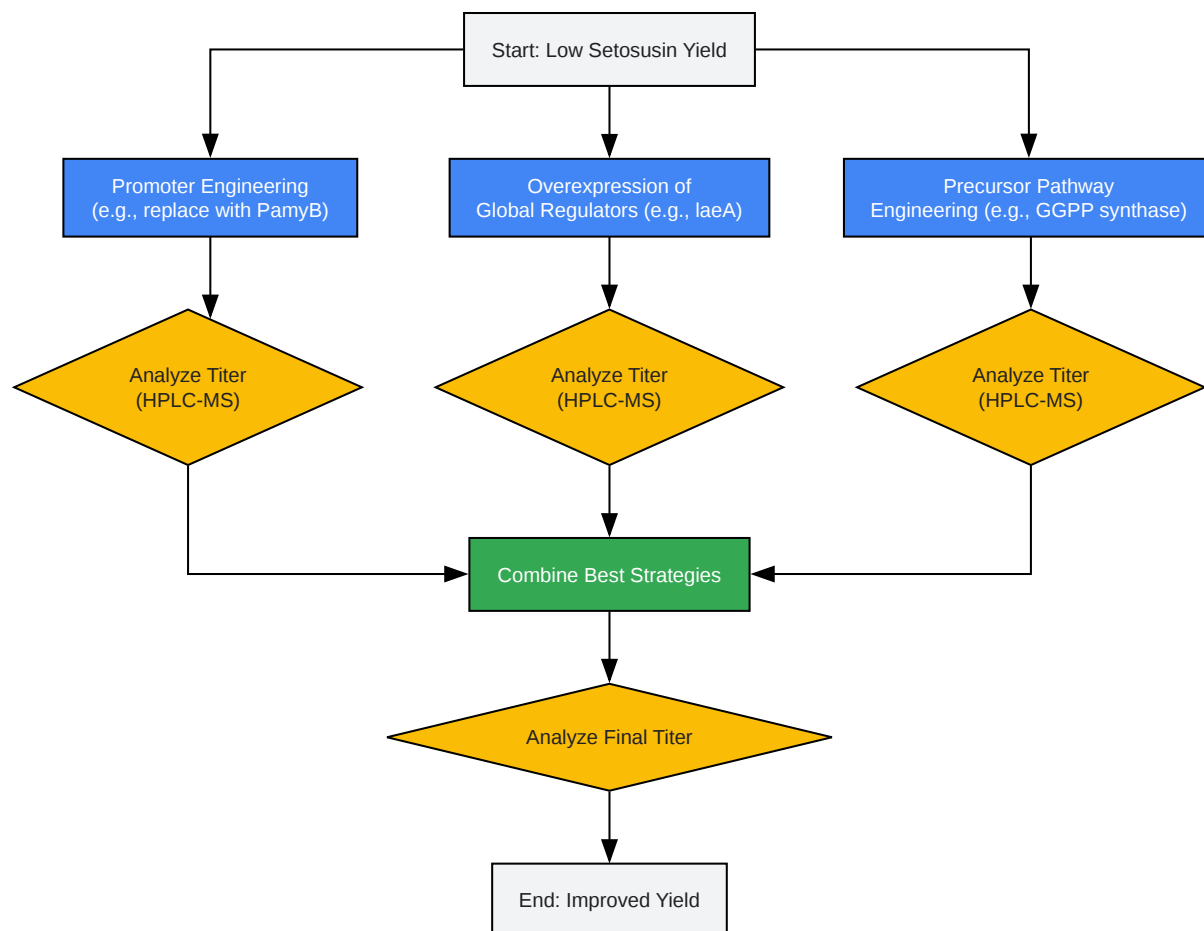 Start: Low Setosusin Yield
Promoter Engineering
(e.g., replace with PamyB)
Overexpression of
Global Regulators (e.g., laeA)
Precursor Pathway
Engineering (e.g., GGPP synthase)
Analyze Titer
(HPLC-MS)
Analyze Titer
(HPLC-MS)
Analyze Titer
(HPLC-MS)
Combine Best Strategies
Analyze Final Titer
End: Improved Yield